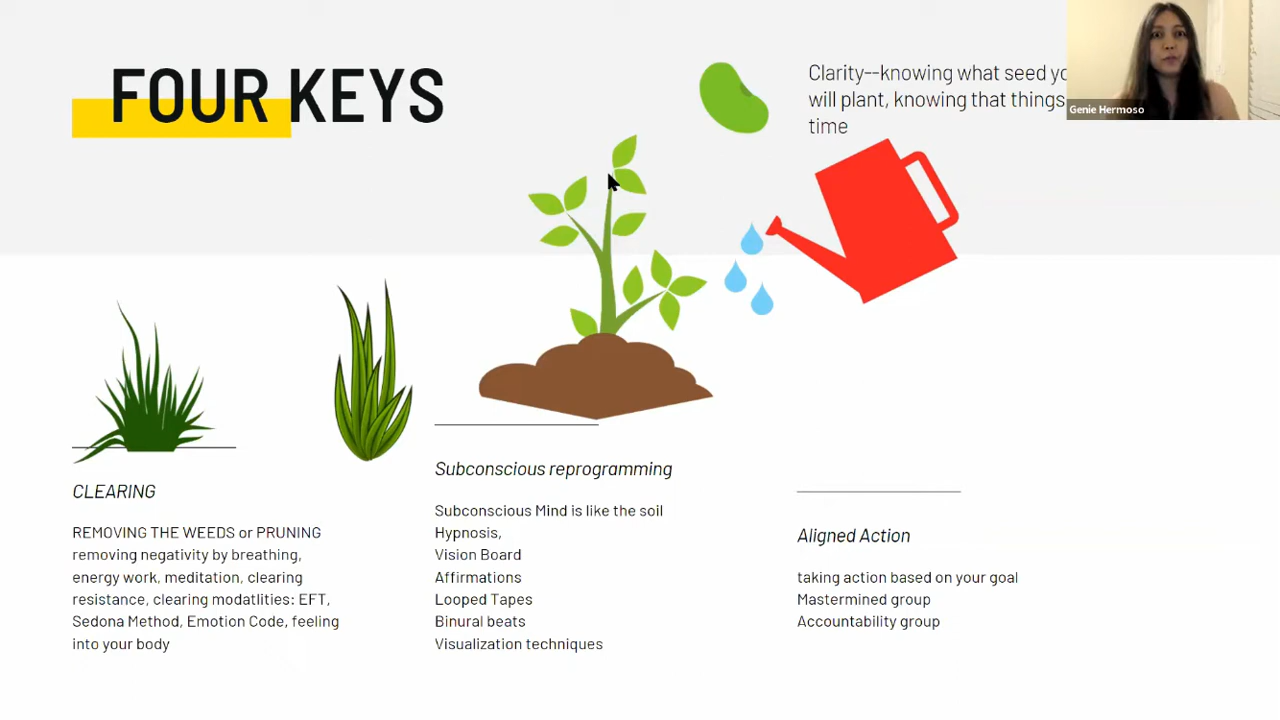 FOUR KEYS
Clarity--knowing what seed
will plant, knowing that things
time
Genie Hermoso
CLEARING
REMOVING THE WEEDS or PRUNING
removing negativity by breathing,
energy work, meditation, clearing
resistance, clearing modatlities: EFT,
Sedona Method, Emotion Code, feeling
into your body
Subconscious reprogramming
Subconscious Mind is like the soil
Hypnosis,
Vision Board
Affirmations
Looped Tapes
Binural beats
Visualization techniques
Aligned Action
taking action based on your goal
Mastermined group
Accountability group